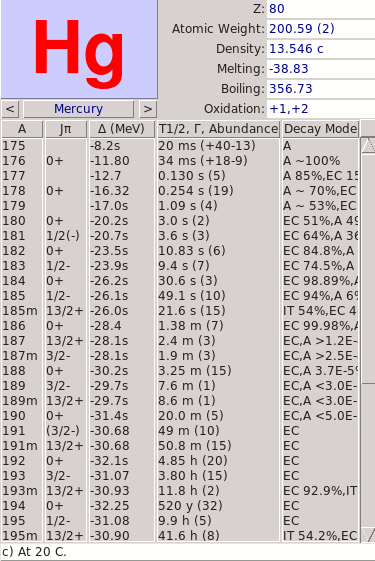 Hg
Z: 80
Atomic Weight: 200.59 (2)
Density: 13.546 c
Melting: -38.83
Boiling: 356.73
< Mercury > Oxidation: +1,+2
A Jπ Δ (MeV) T1/2, Γ, Abundance Decay Mode
175 -8.2s 20 ms (+40-13) A
176 0+ -11.80 34 ms (+18-9) A ~100%
177 -12.7 0.130 s (5) A 85%,EC 15
178 0+ -16.32 0.254 s (19) A ~ 70%,EC
179 -17.0s 1.09 s (4) A ~ 53%,EC
180 0+ -20.2s 3.0 s (2) EC 51%,A 49
181 1/2(-) -20.7s 3.6 s (3) EC 64%,A 36
182 0+ -23.5s 10.83 s (6) EC 84.8%,A
183 1/2- -23.9s 9.4 s (7) EC 74.5%,A
184 0+ -26.2s 30.6 s (3) EC 98.89%,A
185 1/2- -26.1s 49.1 s (10) EC 94%,A 6%
185m 13/2+ -26.0s 21.6 s (15) IT 54%,EC 4
186 0+ -28.4 1.38 m (7) EC 99.98%,A
187 13/2+ -28.1s 2.4 m (3) EC,A >1.2E-
187m 3/2- -28.1s 1.9 m (3) EC,A >2.5E-
188 0+ -30.2s 3.25 m (15) EC,A 3.7E-5%
189 3/2- -29.7s 7.6 m (1) EC,A <3.0E-
189m 13/2+ -29.7s 8.6 m (1) EC,A <3.0E-
190 0+ -31.4s 20.0 m (5) EC,A <5.0E-
191 (3/2-) -30.68 49 m (10) EC
191m 13/2+ -30.68 50.8 m (15) EC
192 0+ -32.1s 4.85 h (20) EC
193 3/2- -31.07 3.80 h (15) EC
193m 13/2+ -30.93 11.8 h (2) EC 92.9%,IT
194 0+ -32.25 520 y (32) EC
195 1/2- -31.08 9.9 h (5) EC
195m 13/2+ -30.90 41.6 h (8) IT 54.2%,EC
c) At 20 C.